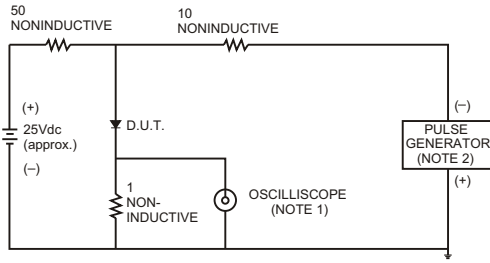 50
NONINDUCTIVE
10
NONINDUCTIVE
(+)
25Vdc
(approx.)
(–)
D.U.T.
1
NON-
INDUCTIVE
OSCILLISCOPE
(NOTE 1)
(–)
PULSE
GENERATOR
(NOTE 2)
(+)